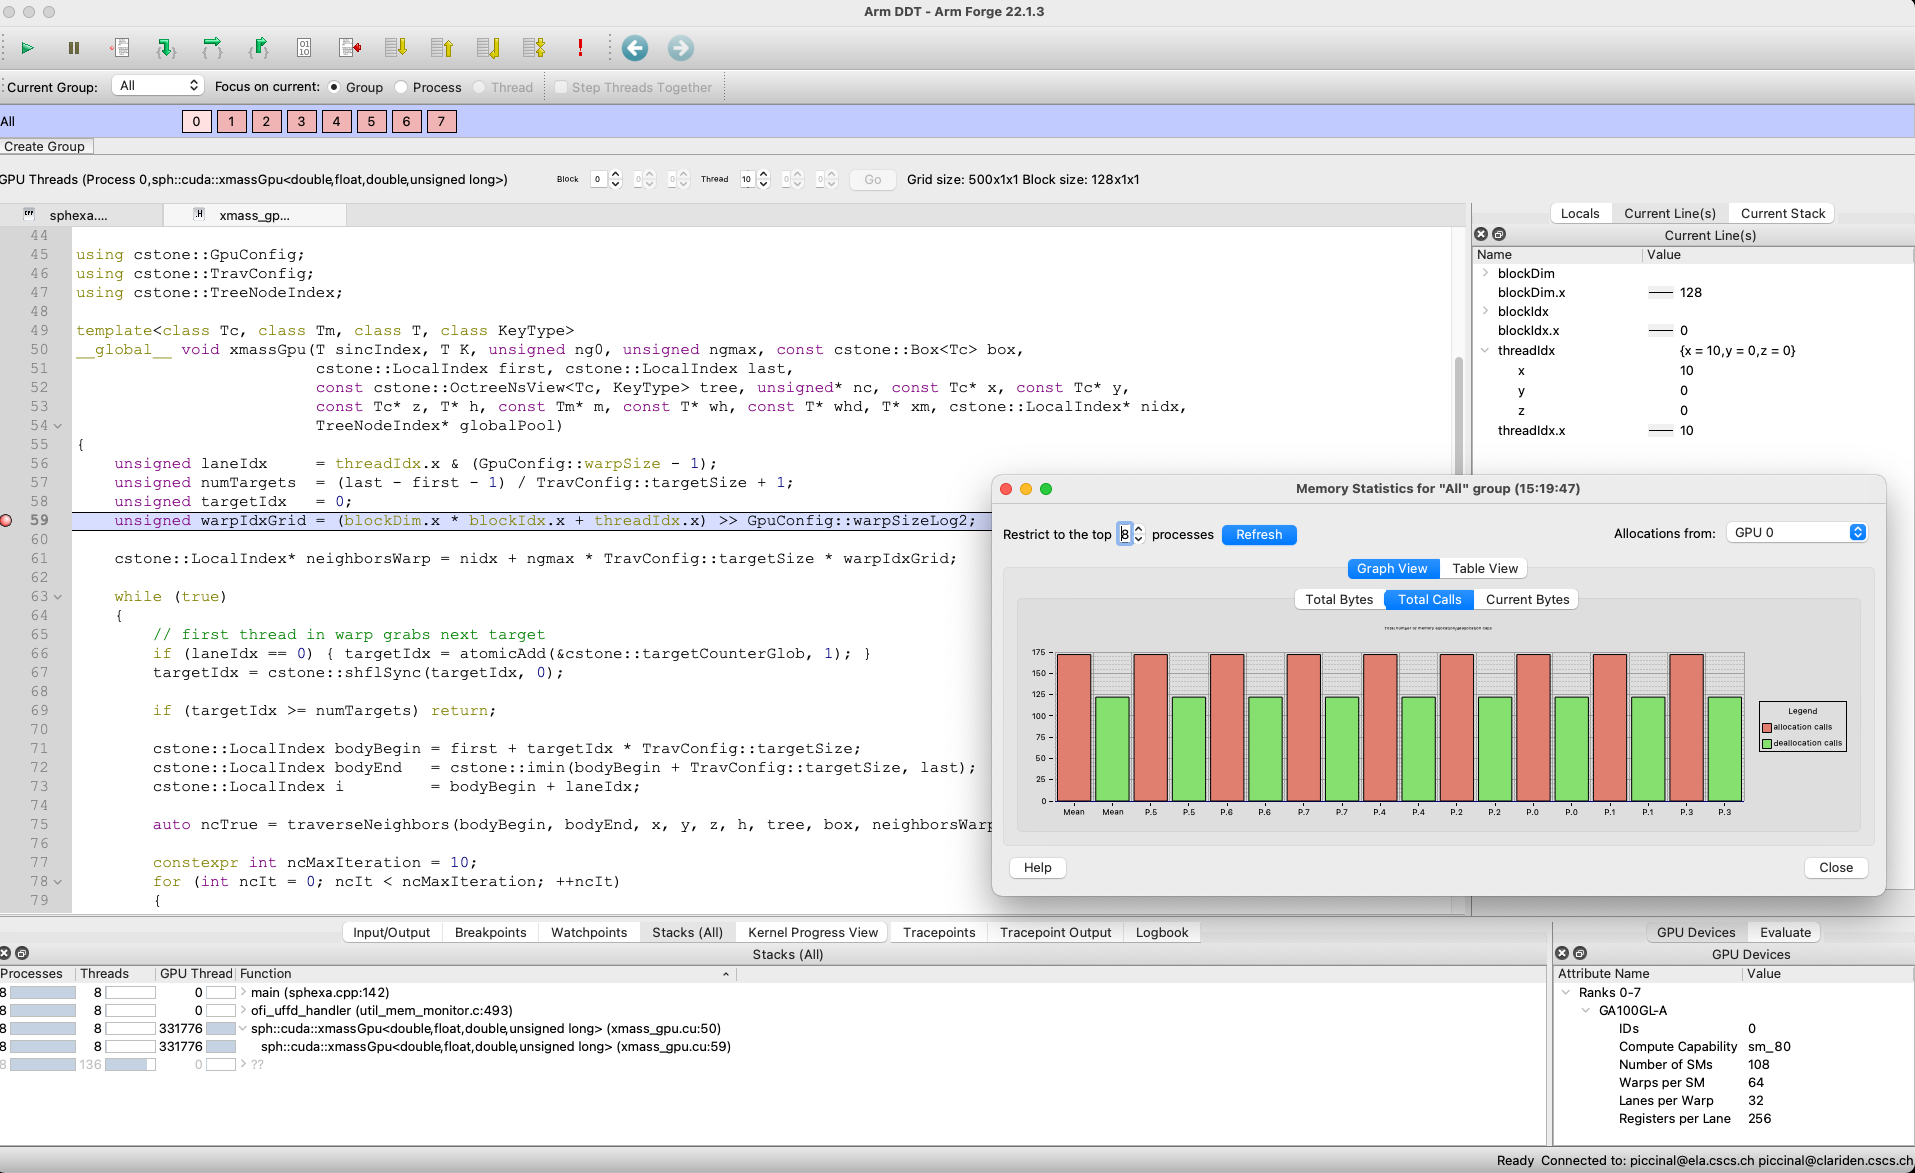 Arm DDT - Arm Forge 22.1.3
Current Group: All Focus on current: Group Process Thread Step Threads Together
All 0 1 2 3 4 5 6 7
Create Group
GPU Threads (Process 0,sph::cuda::xmassGpu<double,float,double,unsigned long>) Block 0 0 0 Thread 10 0 0 Go Grid size: 500x1x1 Block size: 128x1x1
sphexa.... xmass_gp...
44
45 using cstone::GpuConfig;
46 using cstone::TravConfig;
47 using cstone::TreeNodeIndex;
48
49 template<class Tc, class Tm, class T, class KeyType>
50 __global__ void xmassGpu(T sincIndex, T K, unsigned ng0, unsigned ngmax, const cstone::Box<Tc> box,
51 cstone::LocalIndex first, cstone::LocalIndex last,
52 const cstone::OctreeNsView<Tc, KeyType> tree, unsigned* nc, const Tc* x, const Tc* y,
53 const Tc* z, T* h, const Tm* m, const T* wh, const T* whd, T* xm, cstone::LocalIndex* nidx,
54 TreeNodeIndex* globalPool)
55 {
56 unsigned laneIdx = threadIdx.x & (GpuConfig::warpSize - 1);
57 unsigned numTargets = (last - first - 1) / TravConfig::targetSize + 1;
58 unsigned targetIdx = 0;
59 unsigned warpIdxGrid = (blockDim.x * blockIdx.x + threadIdx.x) >> GpuConfig::warpSizeLog2;
60
61 cstone::LocalIndex* neighborsWarp = nidx + ngmax * TravConfig::targetSize * warpIdxGrid;
62
63 while (true)
64 {
65 // first thread in warp grabs next target
66 if (laneIdx == 0) { targetIdx = atomicAdd(&cstone::targetCounterGlob, 1); }
67 targetIdx = cstone::shflSync(targetIdx, 0);
68
69 if (targetIdx >= numTargets) return;
70
71 cstone::LocalIndex bodyBegin = first + targetIdx * TravConfig::targetSize;
72 cstone::LocalIndex bodyEnd = cstone::imin(bodyBegin + TravConfig::targetSize, last);
73 cstone::LocalIndex i = bodyBegin + laneIdx;
74
75 auto ncTrue = traverseNeighbors(bodyBegin, bodyEnd, x, y, z, h, tree, box, neighborsWarp
76
77 constexpr int ncMaxIteration = 10;
78 for (int ncIt = 0; ncIt < ncMaxIteration; ++ncIt)
79 {
Locals Current Line(s) Current Stack
Current Line(s)
Name Value
blockDim
blockDim.x 128
blockIdx
blockIdx.x 0
threadIdx {x = 10,y = 0,z = 0}
x 10
y 0
z 0
threadIdx.x 10
Memory Statistics for "All" group (15:19:47)
Restrict to the top 8 processes Refresh Allocations from: GPU 0
Graph View Table View
Total Bytes Total Calls Current Bytes
Total number of memory allocation/deallocation calls
175
150
125
100
75
50
25
0
Mean Mean P.5 P.5 P.6 P.6 P.7 P.7 P.4 P.4 P.2 P.2 P.0 P.0 P.1 P.1 P.3 P.3
Legend
allocation calls
deallocation calls
Help Close
Input/Output Breakpoints Watchpoints Stacks (All) Kernel Progress View Tracepoints Tracepoint Output Logbook
Stacks (All)
Processes Threads GPU Thread Function
8 8 0 main (sphexa.cpp:142)
8 8 0 ofi_uffd_handler (util_mem_monitor.c:493)
8 8 331776 sph::cuda::xmassGpu<double,float,double,unsigned long> (xmass_gpu.cu:50)
8 8 331776 sph::cuda::xmassGpu<double,float,double,unsigned long> (xmass_gpu.cu:59)
8 136 0 ??
GPU Devices Evaluate
GPU Devices
Attribute Name Value
Ranks 0-7
GA100GL-A
IDs 0
Compute Capability sm_80
Number of SMs 108
Warps per SM 64
Lanes per Warp 32
Registers per Lane 256
Ready Connected to: piccinal@ela.cscs.ch piccinal@clariden.cscs.ch